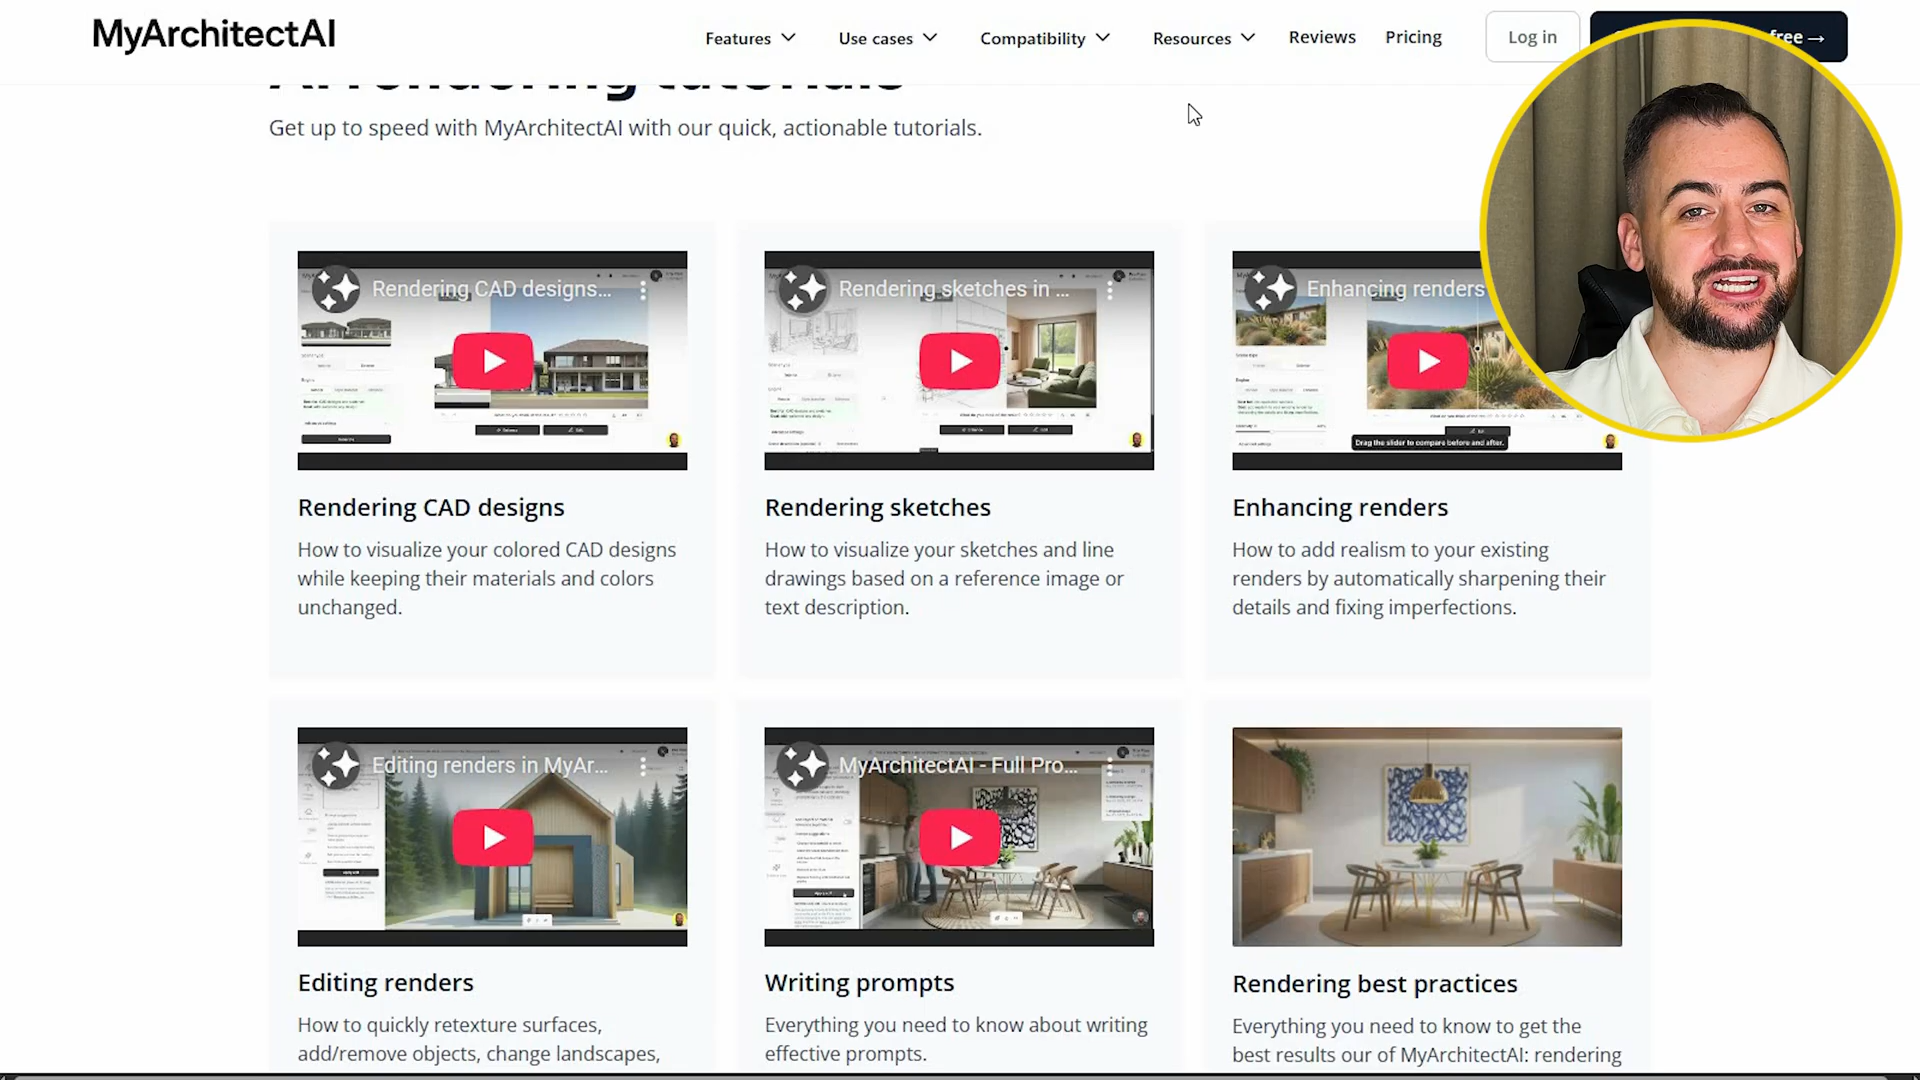 MyArchitectAI
Features
Use cases
Compatibility
Resources
Reviews
Pricing
Log in
free →
AI rendering tutorials
Get up to speed with MyArchitectAI with our quick, actionable tutorials.
Rendering CAD designs...
Rendering sketches in ...
Enhancing renders
Drag the slider to compare before and after.
Rendering CAD designs
How to visualize your colored CAD designs
while keeping their materials and colors
unchanged.
Rendering sketches
How to visualize your sketches and line
drawings based on a reference image or
text description.
Enhancing renders
How to add realism to your existing
renders by automatically sharpening their
details and fixing imperfections.
Editing renders in MyAr...
MyArchitectAI - Full Pro...
Editing renders
How to quickly retexture surfaces,
add/remove objects, change landscapes,
Writing prompts
Everything you need to know about writing
effective prompts.
Rendering best practices
Everything you need to know to get the
best results our of MyArchitectAI: rendering